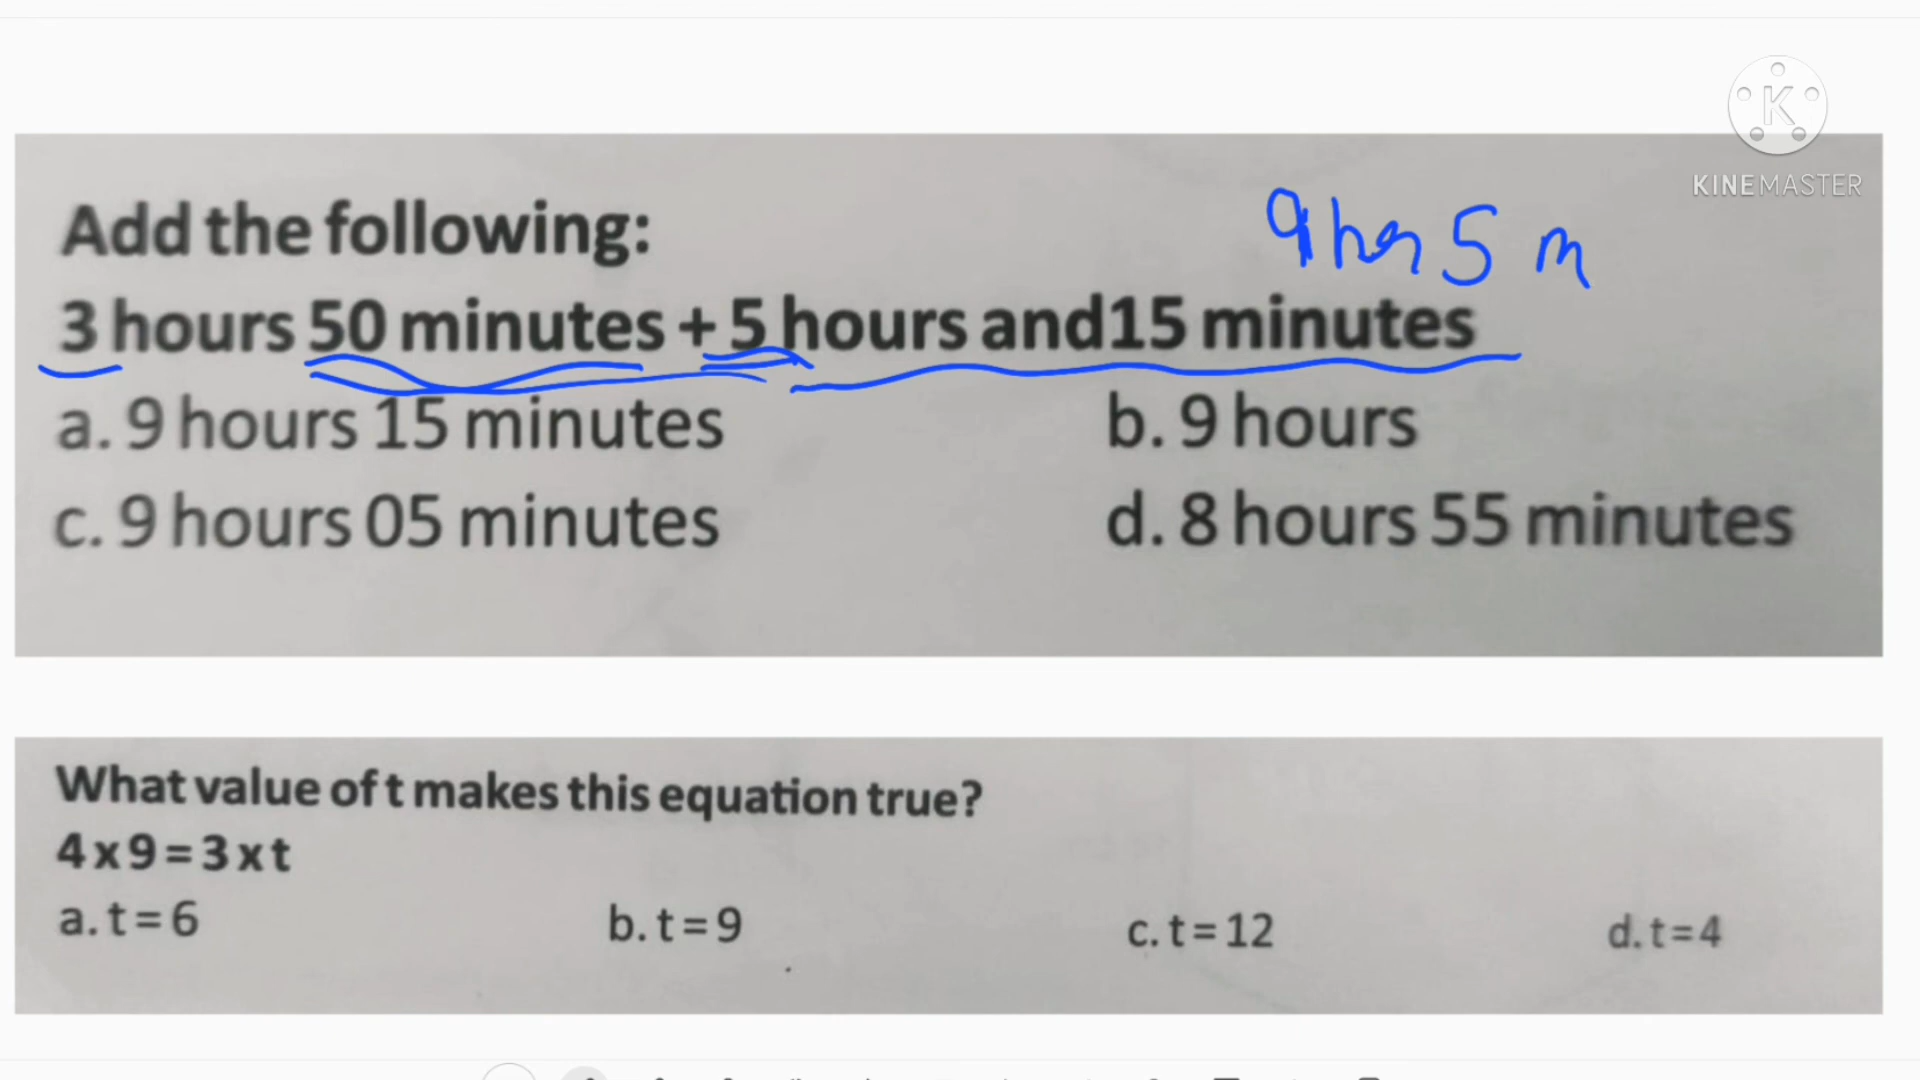 KINEMASTER
Add the following:
9 hor 5 m
3 hours 50 minutes + 5 hours and15 minutes
a. 9 hours 15 minutes b. 9 hours
c. 9 hours 05 minutes d. 8 hours 55 minutes
What value of t makes this equation true?
4 x 9 = 3 x t
a. t = 6 b. t = 9 c. t = 12 d. t = 4